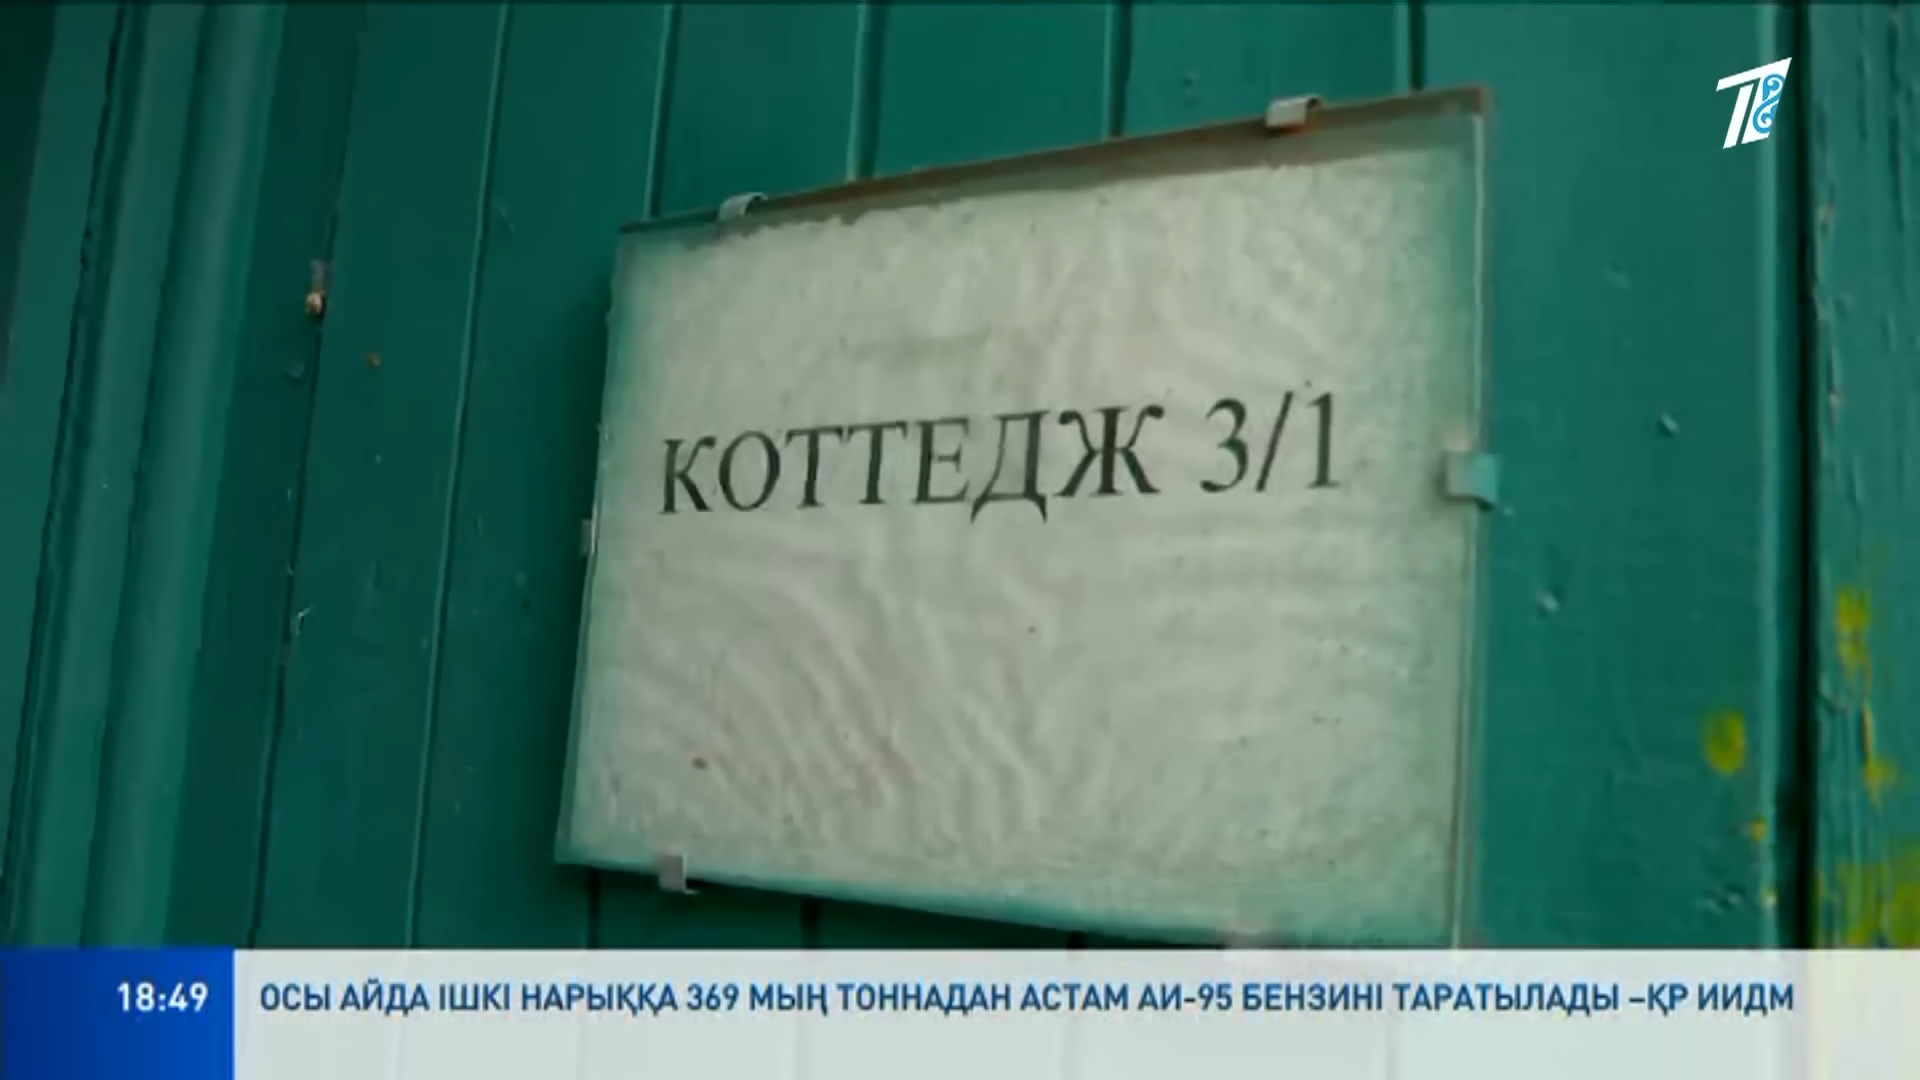 КОТТЕДЖ 3/1
18:49
ОСЫ АЙДА ІШКІ НАРЫҚҚА 369 МЫҢ ТОННАДАН АСТАМ АИ-95 БЕНЗИНІ ТАРАТЫЛАДЫ –ҚР ИИДМ